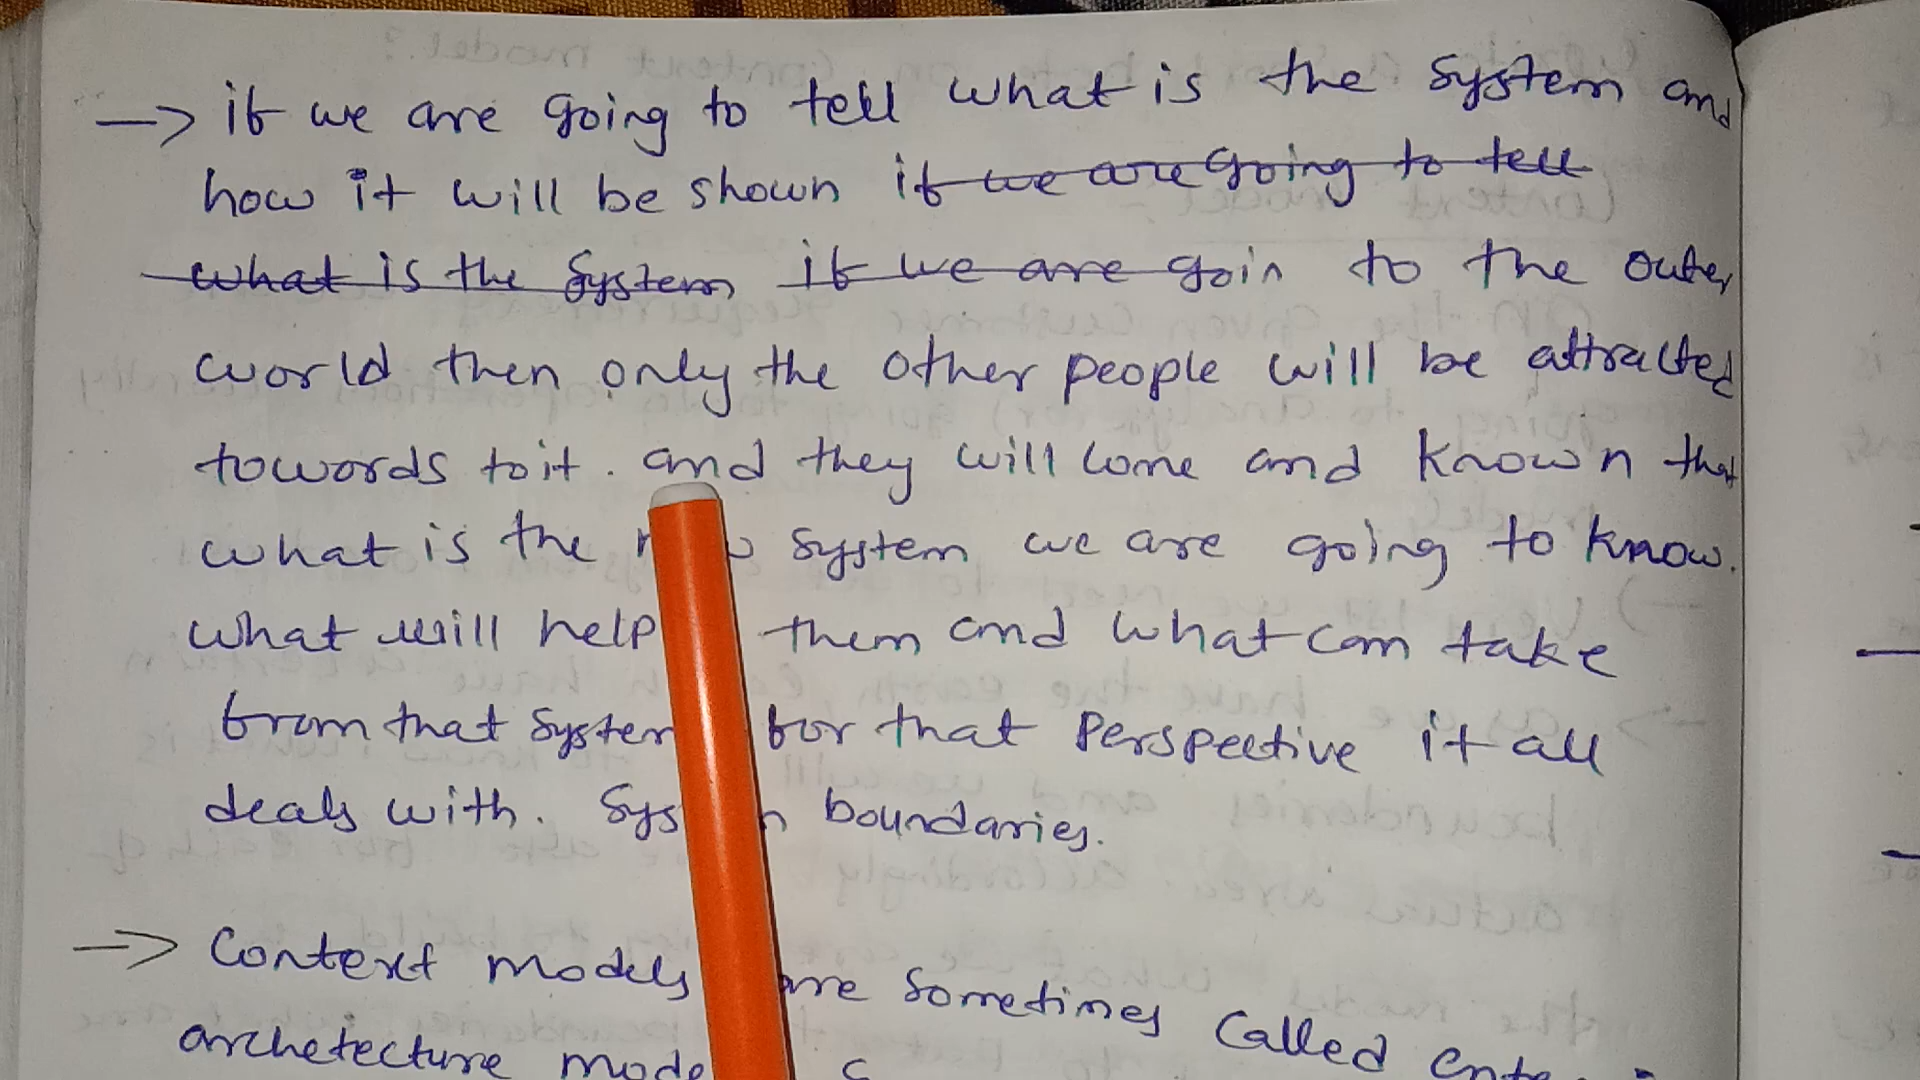 → if we are going to tell what is the system and
how it will be shown if we are going to tell
what is the system if we are goin to the outer
world then only the other people will be attracted
towords to it. and they will come and known that
what is the system we are going to know.
what will help them and what can take
from that system for that Perspective it all
deals with. System boundaries.
→ Context models are sometimes called
archetecture